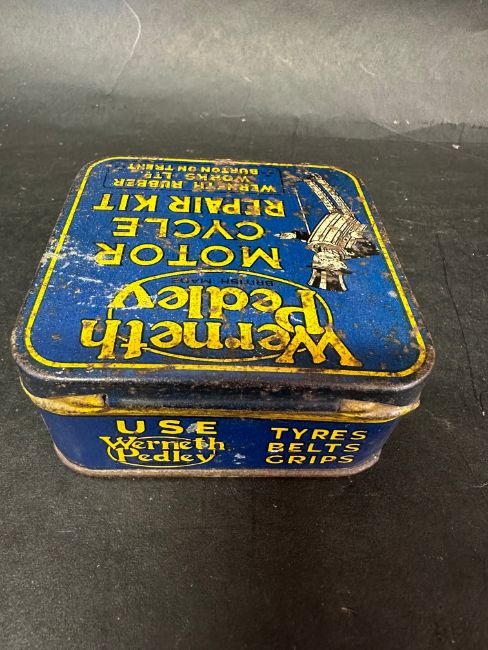 Werneth
Pedley
BRITISH MADE
MOTOR
CYCLE
REPAIR KIT
WERNETH RUBBER
WORKS LTD
BURTON ON TRENT
USE
Werneth
Pedley
TYRES
BELTS
GRIPS